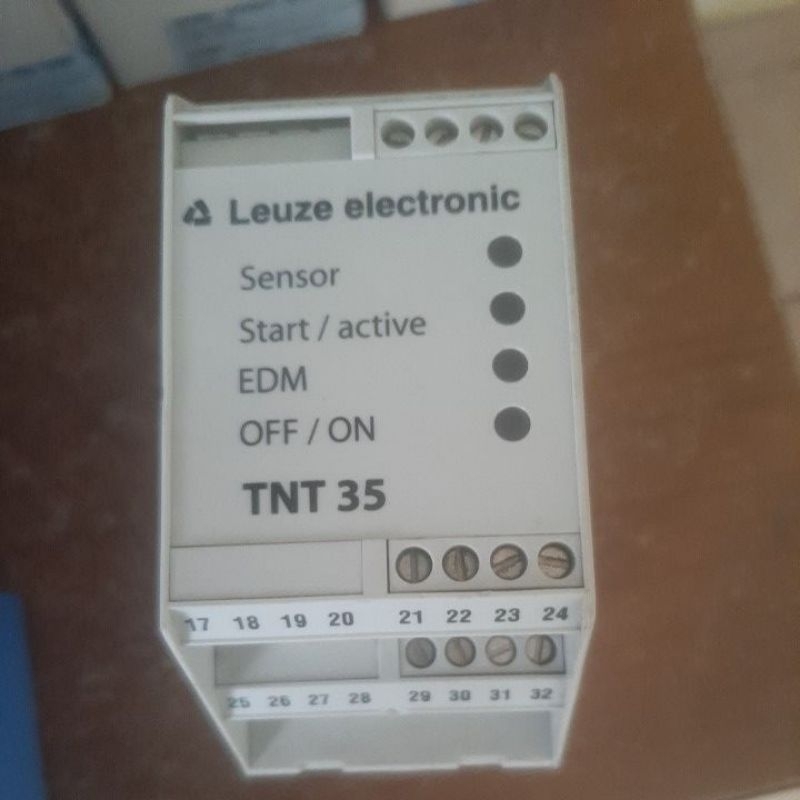 Leuze electronic
Sensor
Start / active
EDM
OFF / ON
TNT 35
17 18 19 20 21 22 23 24
25 26 27 28 29 30 31 32